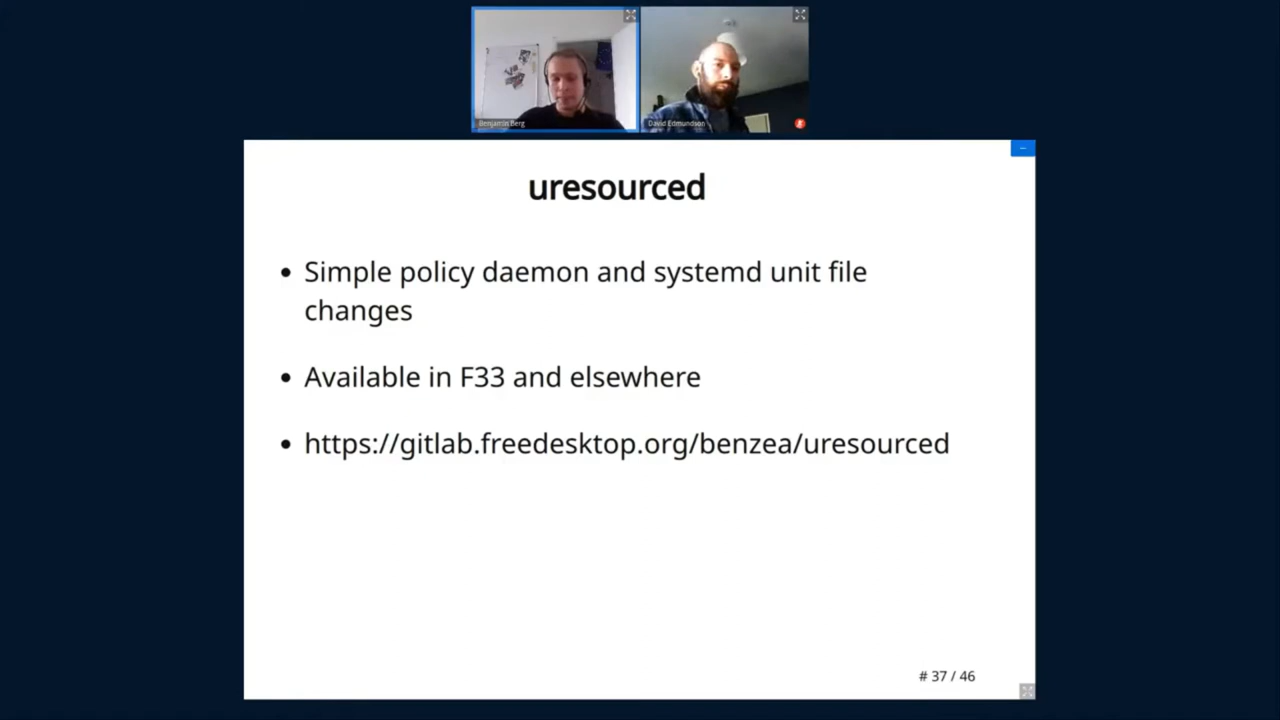 Benjamin Berg
David Edmundson
uresourced
• Simple policy daemon and systemd unit file
changes
• Available in F33 and elsewhere
• https://gitlab.freedesktop.org/benzea/uresourced
# 37 / 46